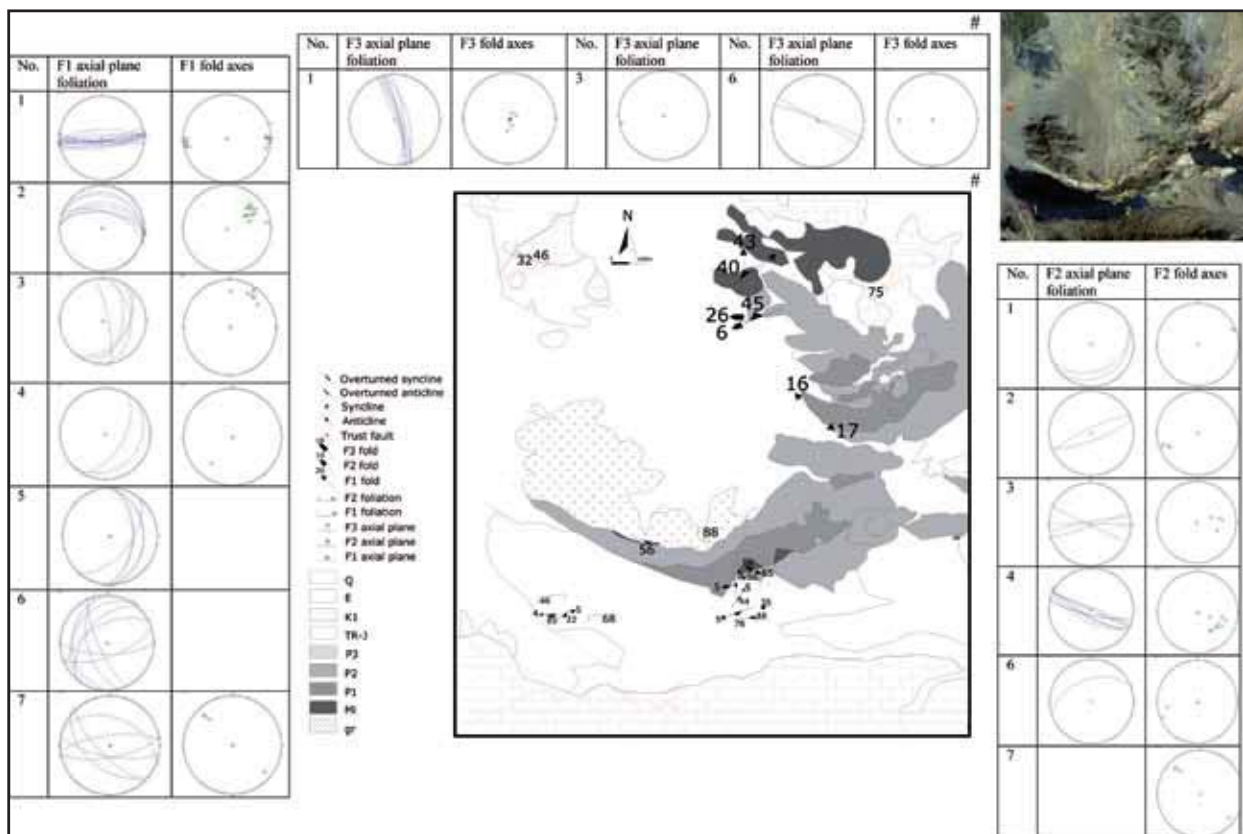 No. F1 axial plane foliation F1 fold axes
1
2
3
4
5
6
7
#
No. F3 axial plane foliation F3 fold axes No. F3 axial plane foliation No. F3 axial plane foliation F3 fold axes
1 3 6
#
N
32 46
43
40
75
45
26
6
16
17
56
88
46
68
76
Overturned syncline
Overturned anticline
Syncline
Anticline
Trust fault
F3 fold
F2 fold
F1 fold
F2 foliation
F1 foliation
F3 axial plane
F2 axial plane
F1 axial plane
Q
E
K1
TR-J
P3
P2
P1
Mi
gr
No. F2 axial plane foliation F2 fold axes
1
2
3
4
6
7